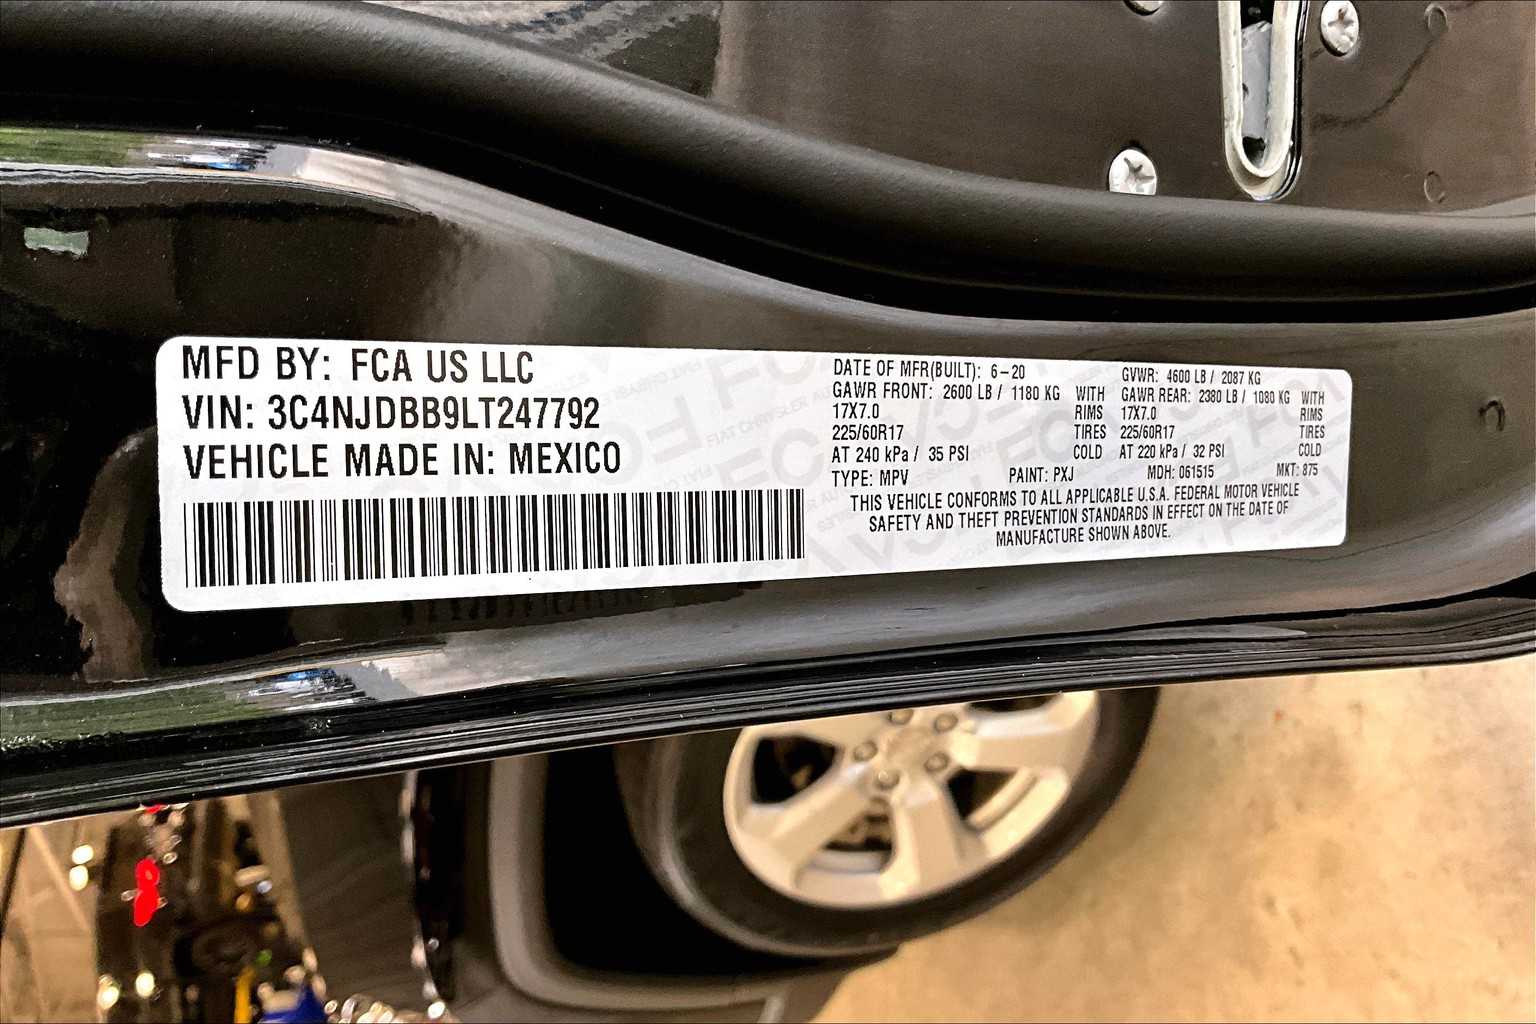 MFD BY: FCA US LLC
VIN: 3C4NJDBB9LT247792
VEHICLE MADE IN: MEXICO
DATE OF MFR(BUILT): 6-20
GVWR: 4600 LB / 2087 KG
GAWR FRONT: 2600 LB / 1180 KG WITH
GAWR REAR: 2380 LB / 1080 KG WITH
17X7.0 RIMS
17X7.0 RIMS
225/60R17 TIRES
225/60R17 TIRES
AT 240 kPa / 35 PSI COLD
AT 220 kPa / 32 PSI COLD
TYPE: MPV PAINT: PXJ MDH: 061515 MKT: 875
THIS VEHICLE CONFORMS TO ALL APPLICABLE U.S.A. FEDERAL MOTOR VEHICLE
SAFETY AND THEFT PREVENTION STANDARDS IN EFFECT ON THE DATE OF
MANUFACTURE SHOWN ABOVE.